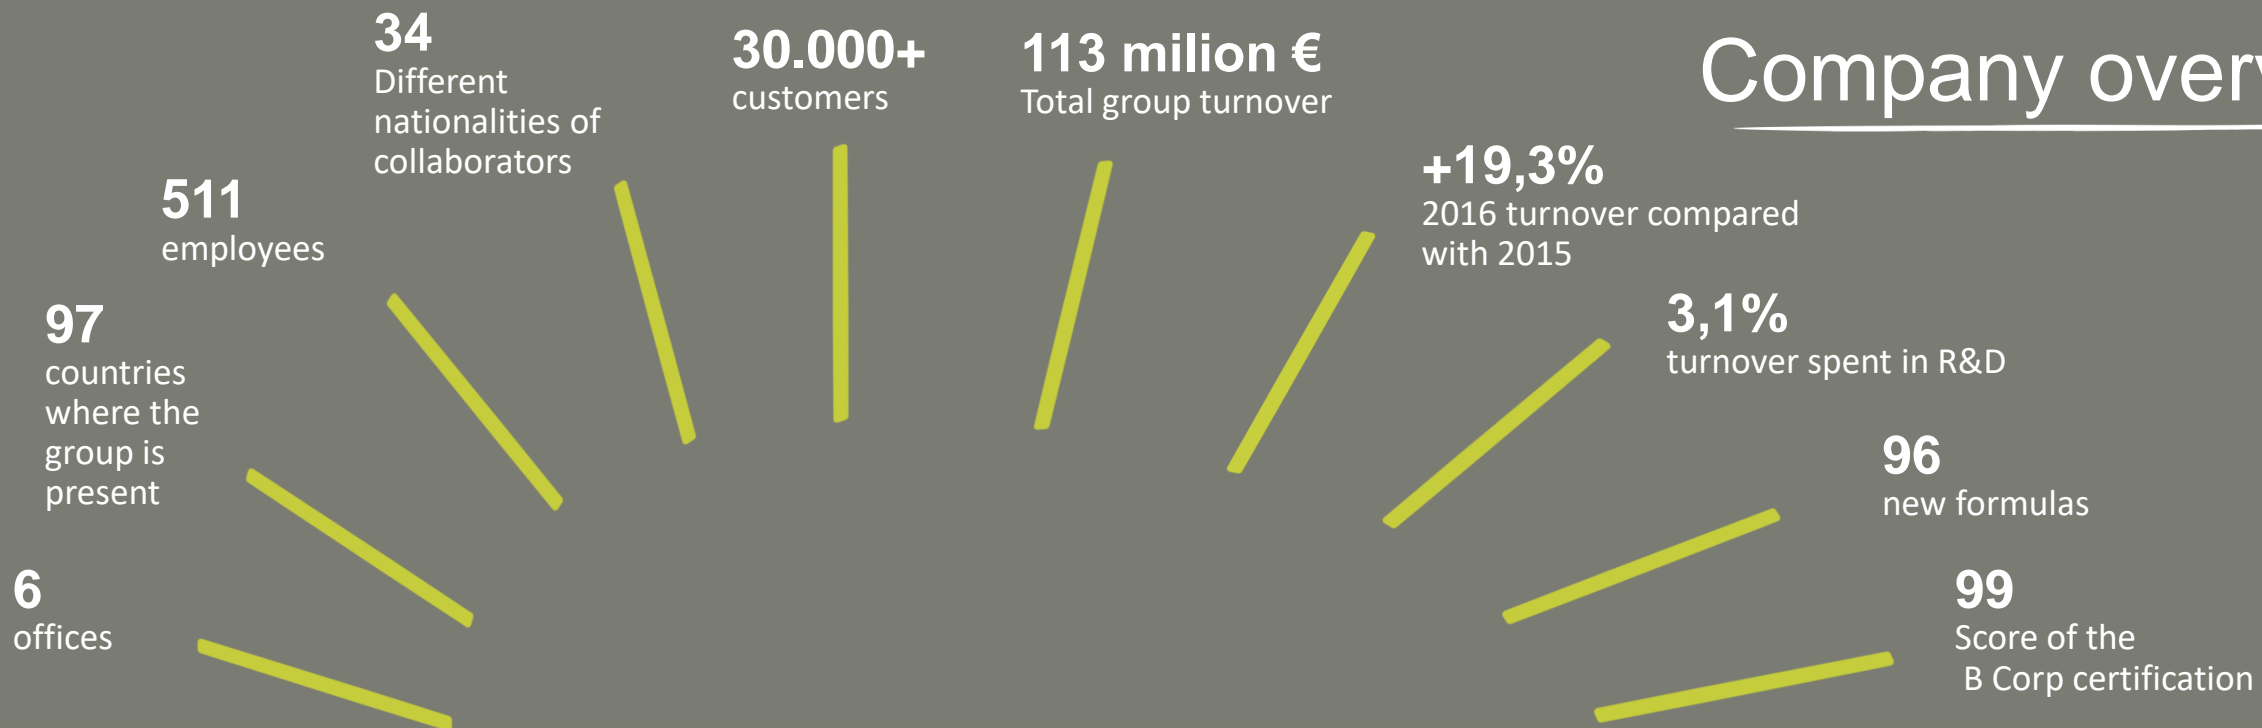 Company overv
6
offices
97
countries
where the
group is
present
511
employees
34
Different
nationalities of
collaborators
30.000+
customers
113 milion €
Total group turnover
+19,3%
2016 turnover compared
with 2015
3,1%
turnover spent in R&D
96
new formulas
99
Score of the
B Corp certification